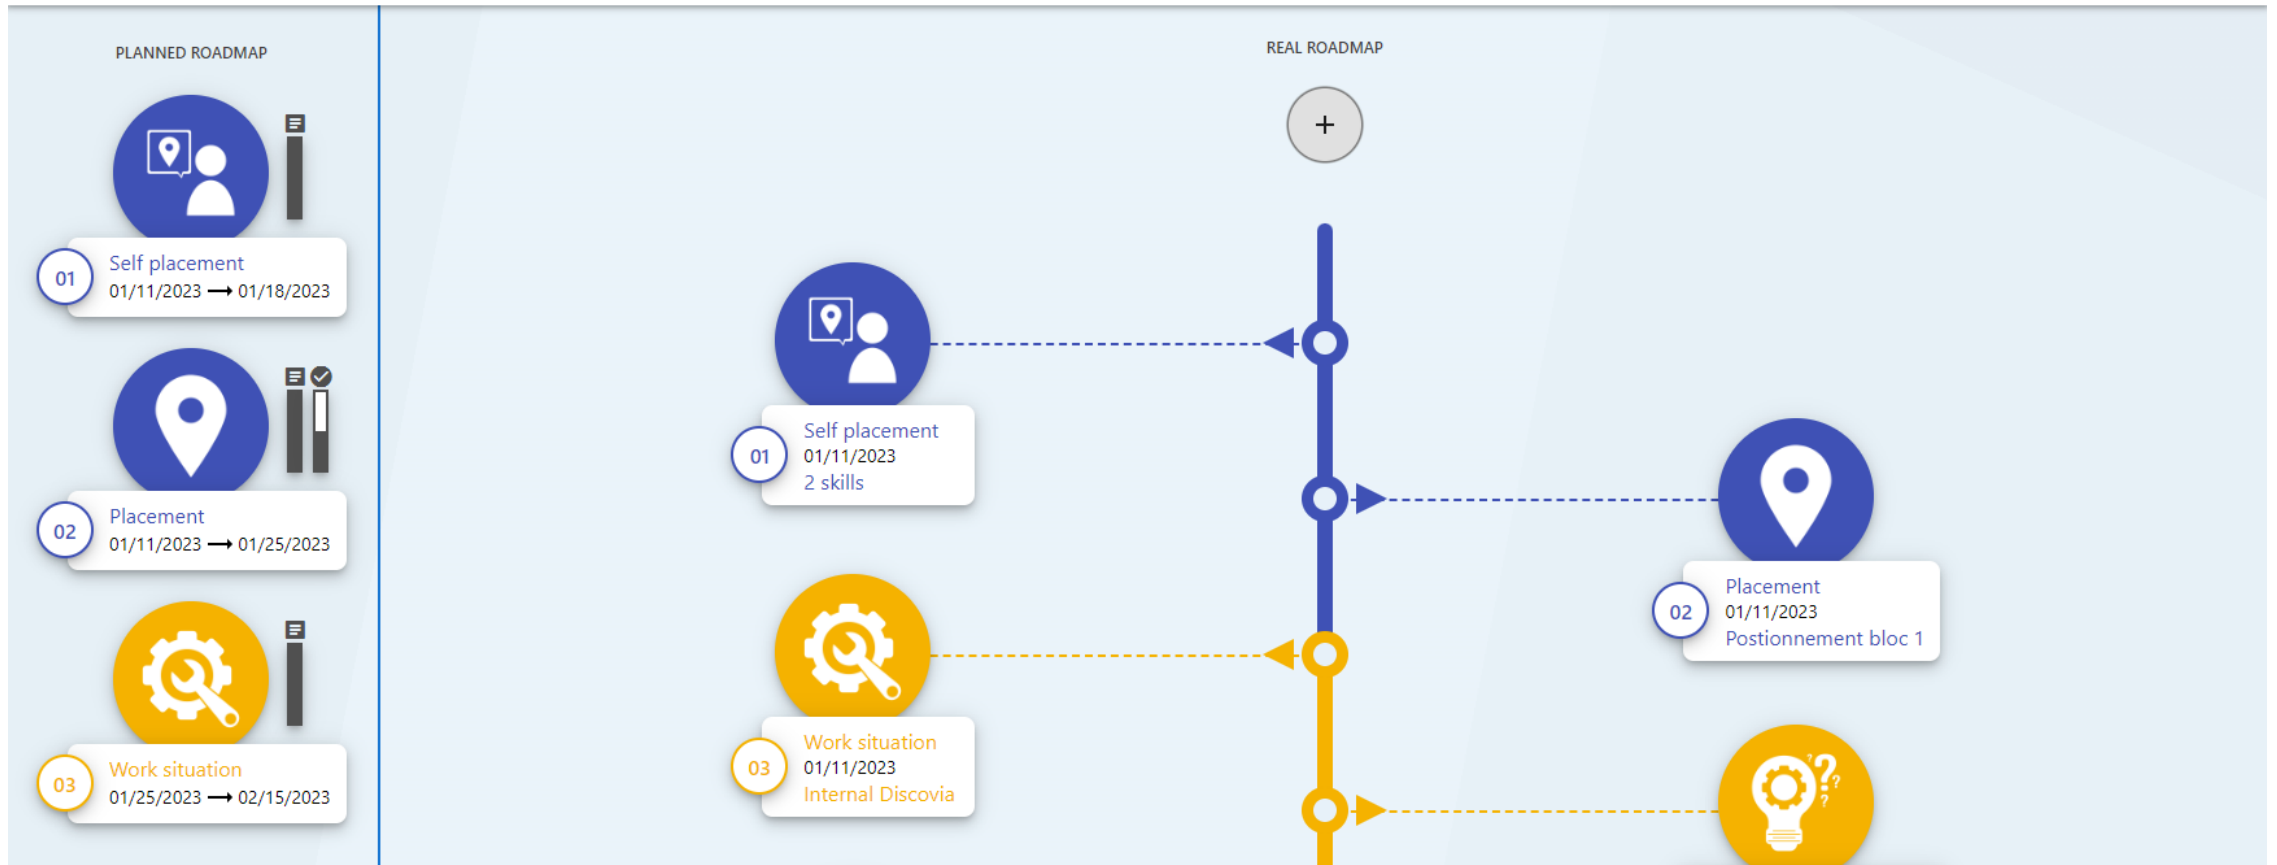 PLANNED ROADMAP
01
Self placement
01/11/2023 → 01/18/2023
02
Placement
01/11/2023 → 01/25/2023
03
Work situation
01/25/2023 → 02/15/2023
REAL ROADMAP
+
01
Self placement
01/11/2023
2 skills
02
Placement
01/11/2023
Postionnement bloc 1
03
Work situation
01/11/2023
Internal Discovia
???
?